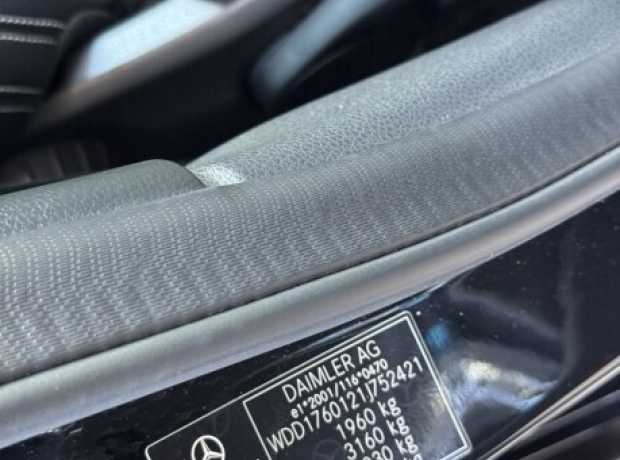 DAIMLER AG
e1*2001/116*0470
WDD1760121J752421
1960 kg
3160 kg